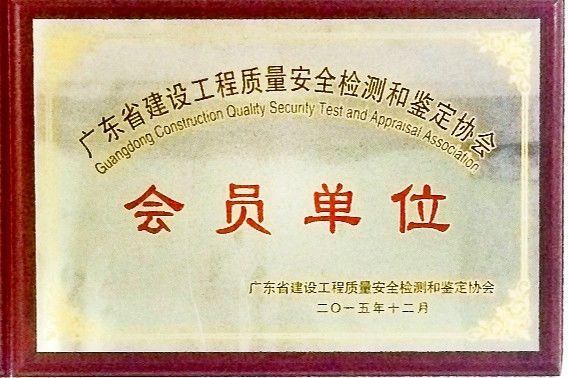 广东省建设工程质量安全检测和鉴定协会
Guangdong Construction Quality Security Test and Appraisal Association
会员单位
广东省建设工程质量安全检测和鉴定协会
二〇一五年十二月